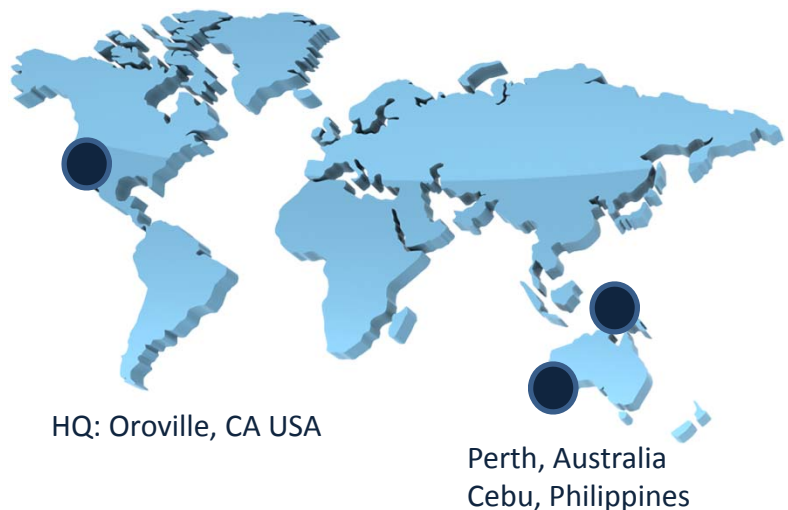 HQ: Oroville, CA USA
Perth, Australia
Cebu, Philippines